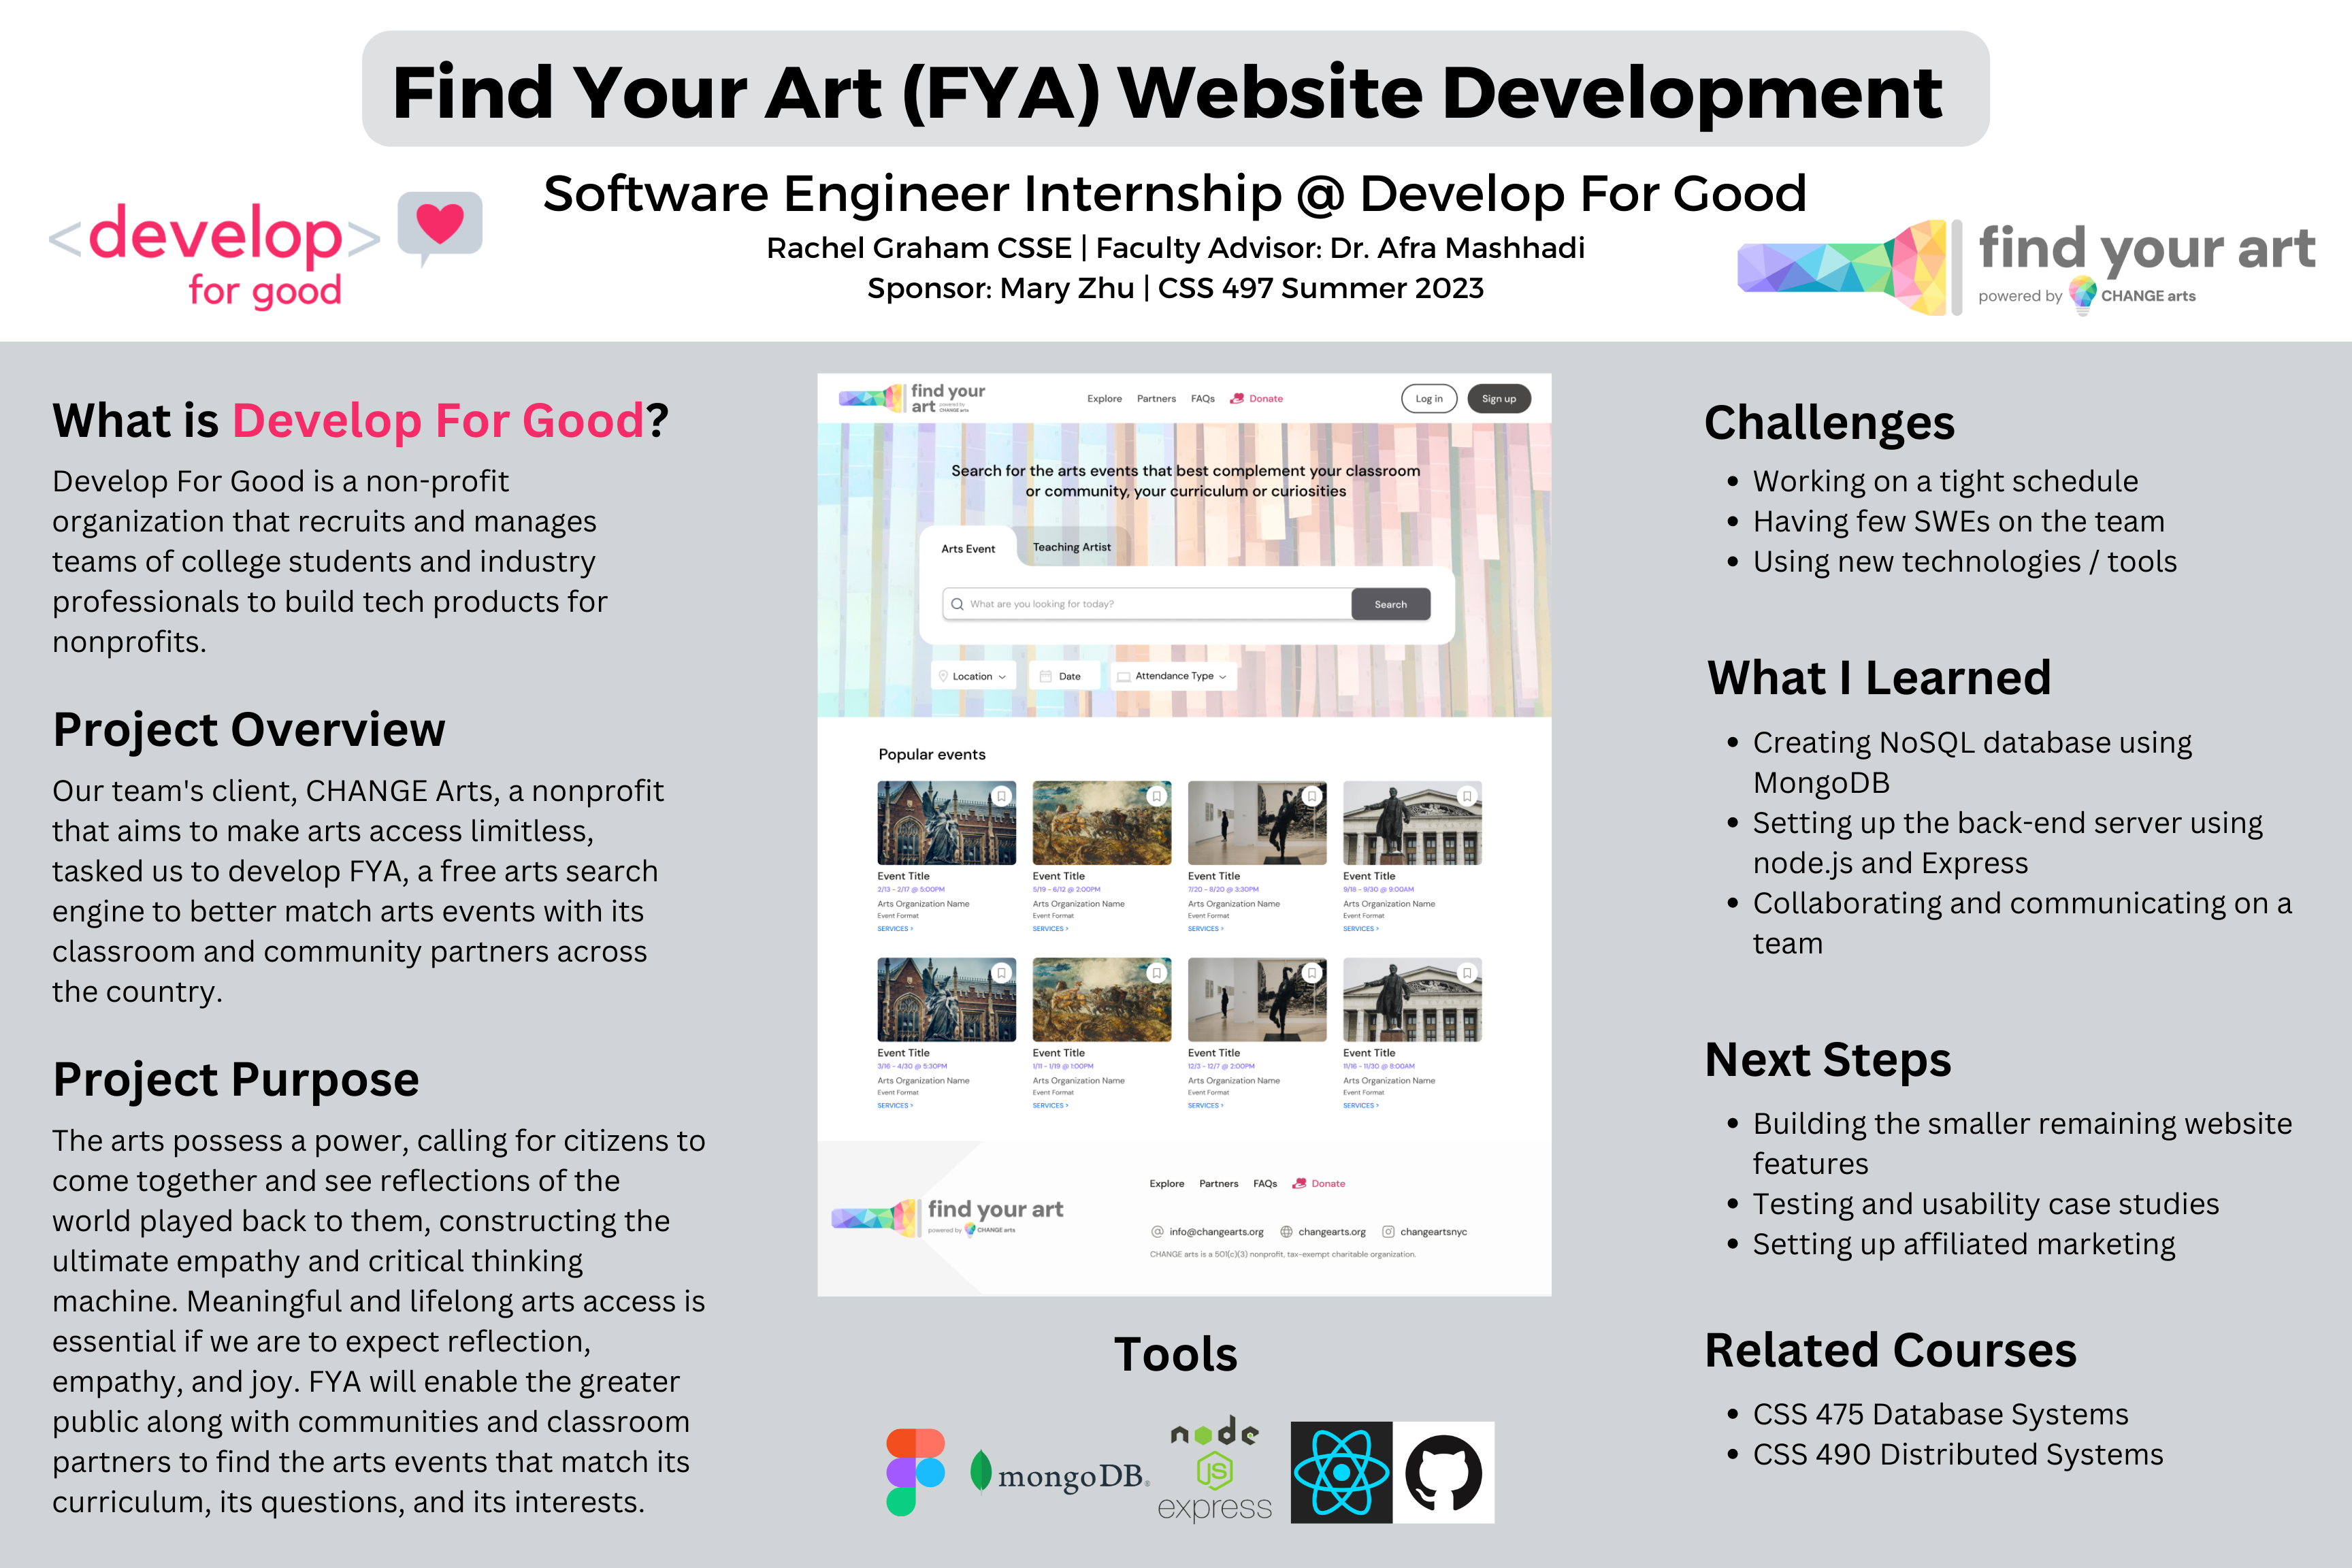 Find Your Art (FYA) Website Development
Software Engineer Internship @ Develop For Good
Rachel Graham CSSE | Faculty Advisor: Dr. Afra Mashhadi
Sponsor: Mary Zhu | CSS 497 Summer 2023
<develop>
for good
find your art
powered by CHANGE arts
What is Develop For Good?
Develop For Good is a non-profit
organization that recruits and manages
teams of college students and industry
professionals to build tech products for
nonprofits.
Project Overview
Our team's client, CHANGE Arts, a nonprofit
that aims to make arts access limitless,
tasked us to develop FYA, a free arts search
engine to better match arts events with its
classroom and community partners across
the country.
Project Purpose
The arts possess a power, calling for citizens to
come together and see reflections of the
world played back to them, constructing the
ultimate empathy and critical thinking
machine. Meaningful and lifelong arts access is
essential if we are to expect reflection,
empathy, and joy. FYA will enable the greater
public along with communities and classroom
partners to find the arts events that match its
curriculum, its questions, and its interests.
find your
art powered by CHANGE arts
Explore Partners FAQs Donate
Log in Sign up
Search for the arts events that best complement your classroom
or community, your curriculum or curiosities
Arts Event Teaching Artist
What are you looking for today? Search
Location Date Attendance Type
Popular events
Event Title Event Title Event Title Event Title
2/13 - 2/17 @ 5:00PM 5/19 - 6/12 @ 2:00PM 7/20 - 8/20 @ 3:30PM 9/18 - 9/30 @ 9:00AM
Arts Organization Name Arts Organization Name Arts Organization Name Arts Organization Name
Event Format Event Format Event Format Event Format
SERVICES > SERVICES > SERVICES > SERVICES >
Event Title Event Title Event Title Event Title
3/16 - 4/30 @ 5:30PM 1/11 - 1/19 @ 1:00PM 12/3 - 12/7 @ 2:00PM 11/16 - 11/30 @ 8:00AM
Arts Organization Name Arts Organization Name Arts Organization Name Arts Organization Name
Event Format Event Format Event Format Event Format
SERVICES > SERVICES > SERVICES > SERVICES >
find your art
powered by CHANGE arts
Explore Partners FAQs Donate
info@changearts.org changearts.org changeartsnyc
CHANGE arts is a 501(c)(3) nonprofit, tax-exempt charitable organization.
Tools
mongoDB®
node
JS
express
Challenges
• Working on a tight schedule
• Having few SWEs on the team
• Using new technologies / tools
What I Learned
• Creating NoSQL database using
MongoDB
• Setting up the back-end server using
node.js and Express
• Collaborating and communicating on a
team
Next Steps
• Building the smaller remaining website
features
• Testing and usability case studies
• Setting up affiliated marketing
Related Courses
• CSS 475 Database Systems
• CSS 490 Distributed Systems